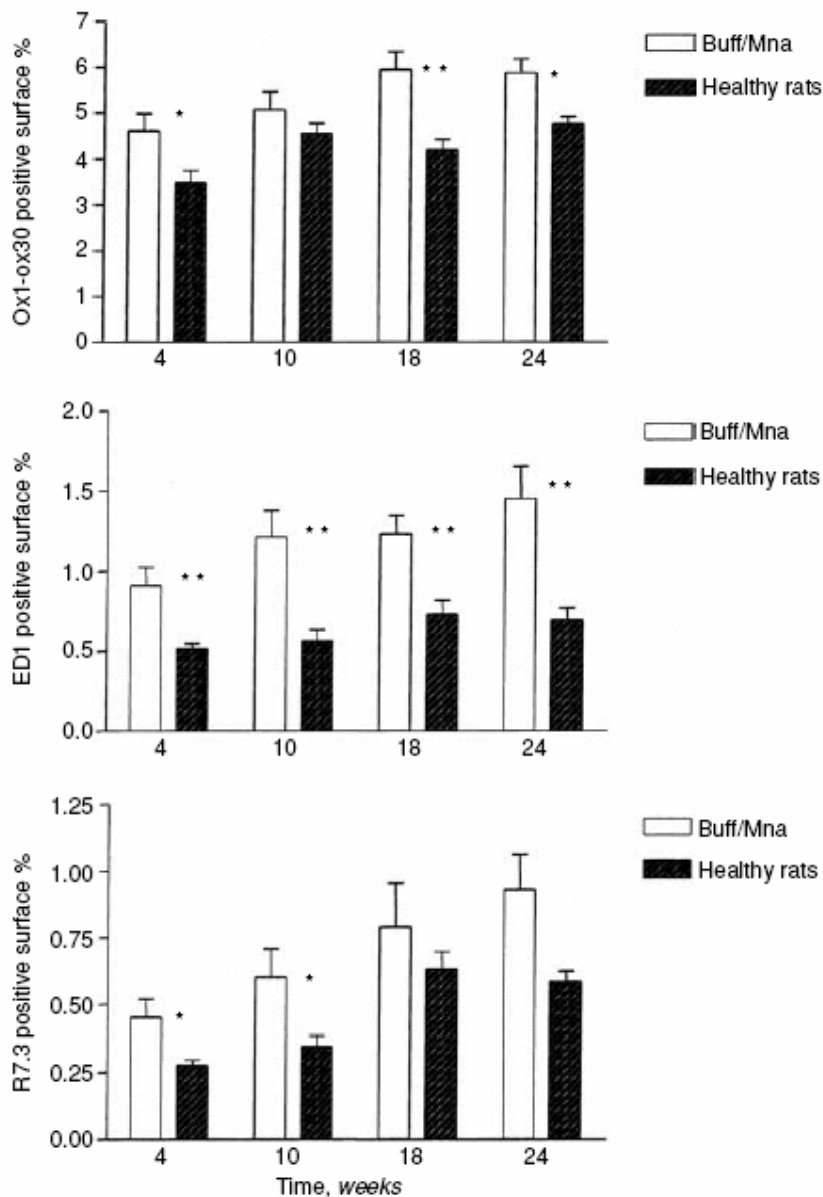 7
6
5
4
3
2
1
0
Ox1-ox30 positive surface %
* ** *
4 10 18 24
Buff/Mna
Healthy rats
2.0
1.5
1.0
0.5
0.0
ED1 positive surface %
** ** ** **
4 10 18 24
Buff/Mna
Healthy rats
1.25
1.00
0.75
0.50
0.25
0.00
R7.3 positive surface %
* *
4 10 18 24
Time, weeks
Buff/Mna
Healthy rats